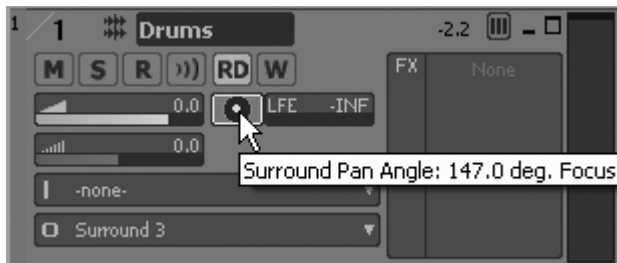 1 1 Drums -2.2
M S R RD W FX None
0.0 LFE -INF
0.0
Surround Pan Angle: 147.0 deg. Focus
-none-
O Surround 3